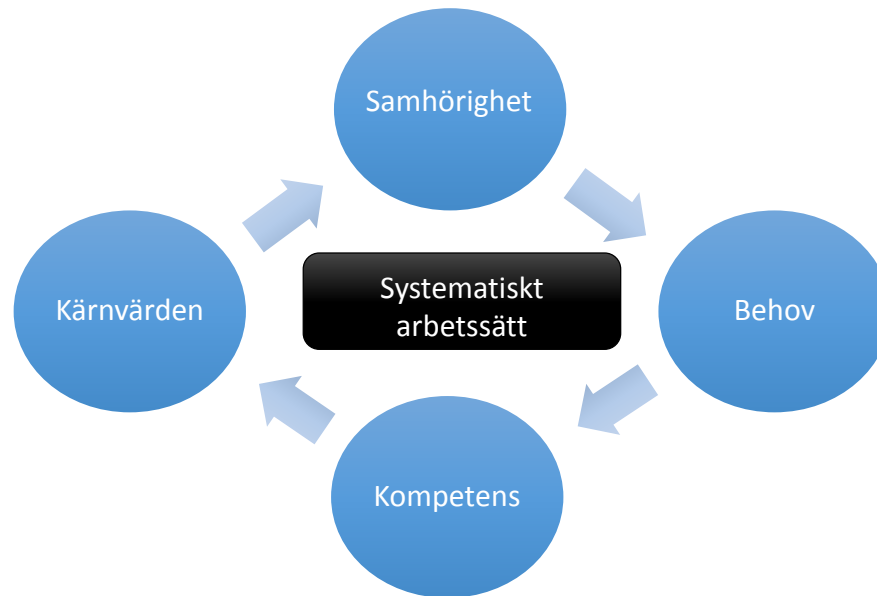 Samhörighet
Kärnvärden
Systematiskt
arbetssätt
Behov
Kompetens